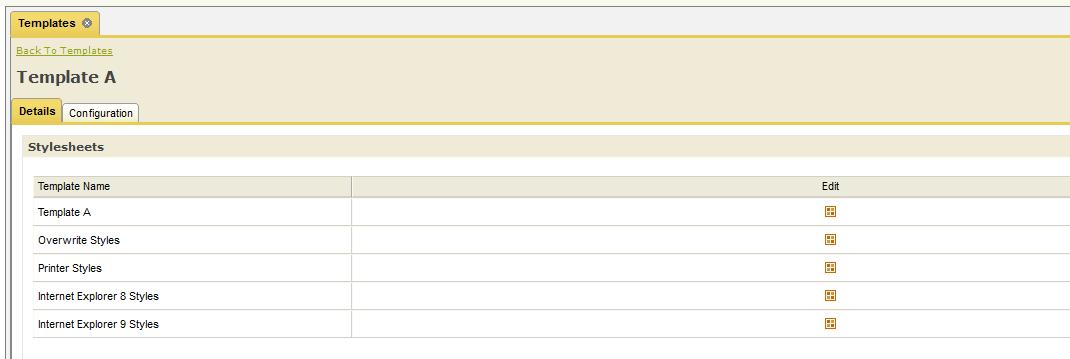 Templates
Back To Templates
Template A
Details Configuration
Stylesheets
Template Name Edit
Template A
Overwrite Styles
Printer Styles
Internet Explorer 8 Styles
Internet Explorer 9 Styles